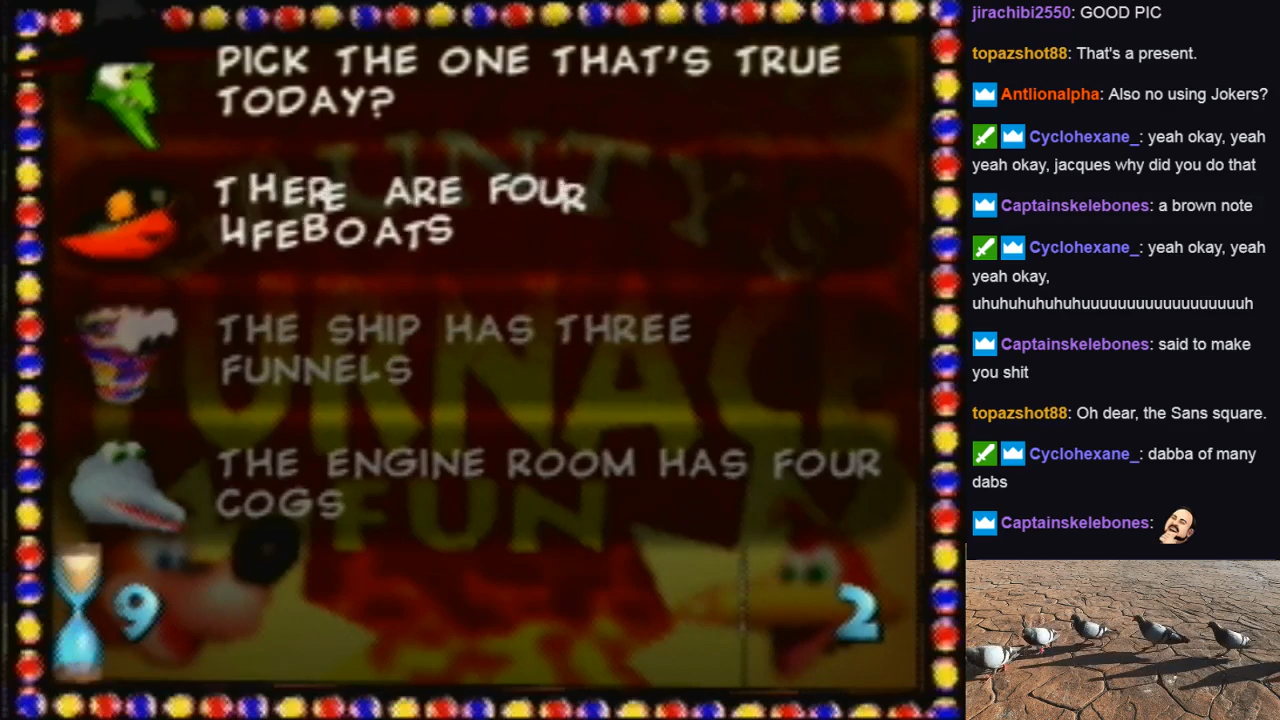 PICK THE ONE THAT'S TRUE
TODAY?
THERE ARE FOUR
LIFEBOATS
THE SHIP HAS THREE
FUNNELS
THE ENGINE ROOM HAS FOUR
COGS
FUN
9
2
jirachibi2550: GOOD PIC
topazshot88: That's a present.
Antlionalpha: Also no using Jokers?
Cyclohexane_: yeah okay, yeah
yeah okay, jacques why did you do that
Captainskelebones: a brown note
Cyclohexane_: yeah okay, yeah
yeah okay,
uhuhuhuhuhuhuuuuuuuuuuuuuuuuuuuh
Captainskelebones: said to make
you shit
topazshot88: Oh dear, the Sans square.
Cyclohexane_: dabba of many
dabs
Captainskelebones: